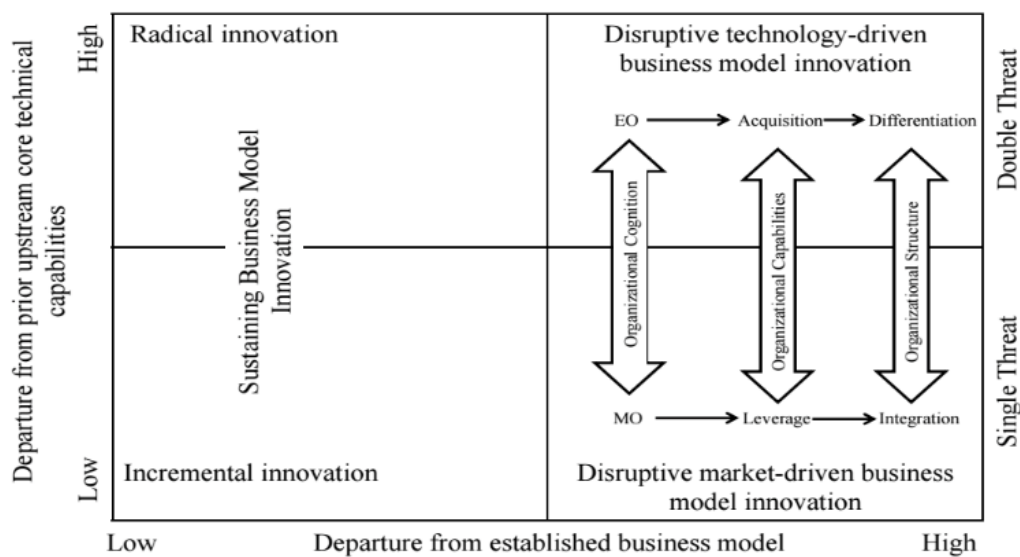 Radical innovation
Disruptive technology-driven
business model innovation
EO
Acquisition
Differentiation
Organizational Cognition
Organizational Capabilities
Organizational Structure
MO
Leverage
Integration
Sustaining Business Model
Innovation
Incremental innovation
Disruptive market-driven business
model innovation
Departure from prior upstream core technical
capabilities
High
Low
Double Threat
Single Threat
Low
Departure from established business model
High